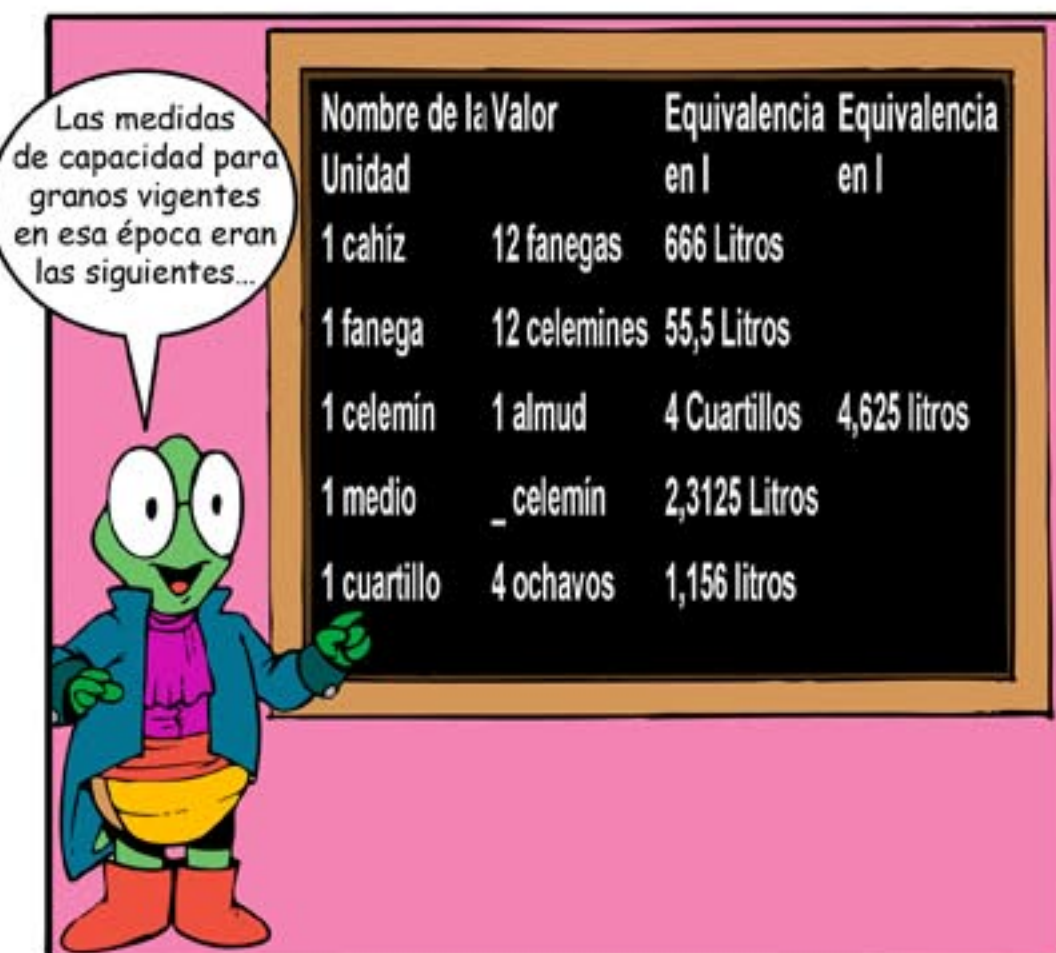 Las medidas
de capacidad para
granos vigentes
en esa época eran
las siguientes...
Nombre de la Valor Equivalencia Equivalencia
Unidad en l en l
1 cahíz 12 fanegas 666 Litros
1 fanega 12 celemines 55,5 Litros
1 celemín 1 almud 4 Cuartillos 4,625 litros
1 medio _ celemín 2,3125 Litros
1 cuartillo 4 ochavos 1,156 litros